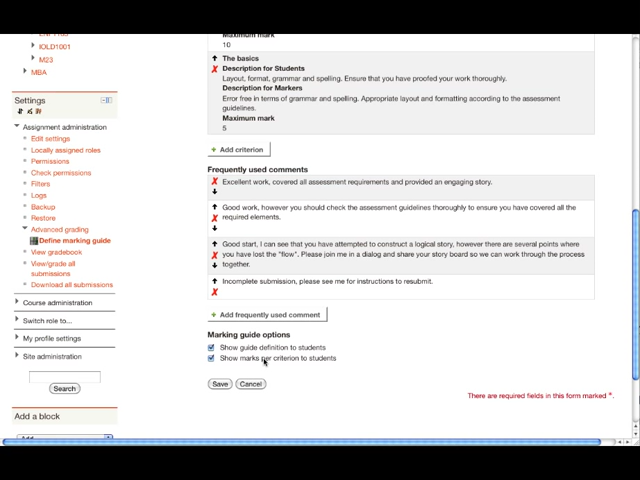 IOLD1001
M23
MBA
Settings
Assignment administration
Edit settings
Locally assigned roles
Permissions
Check permissions
Filters
Logs
Backup
Restore
Advanced grading
Define marking guide
View gradebook
View/grade all
submissions
Download all submissions
Course administration
Switch role to...
My profile settings
Site administration
Search
Add a block
Maximum mark
10
The basics
Description for Students
Layout, format, grammar and spelling. Ensure that you have proofed your work thoroughly.
Description for Markers
Error free in terms of grammar and spelling. Appropriate layout and formatting according to the assessment
guidelines.
Maximum mark
5
+ Add criterion
Frequently used comments
Excellent work, covered all assessment requirements and provided an engaging story.
Good work, however you should check the assessment guidelines thoroughly to ensure you have covered all the
required elements.
Good start, I can see that you have attempted to construct a logical story, however there are several points where
you have lost the "flow". Please join me in a dialog and share your story board so we can work through the process
together.
Incomplete submission, please see me for instructions to resubmit.
+ Add frequently used comment
Marking guide options
Show guide definition to students
Show marks per criterion to students
Save Cancel
There are required fields in this form marked *.